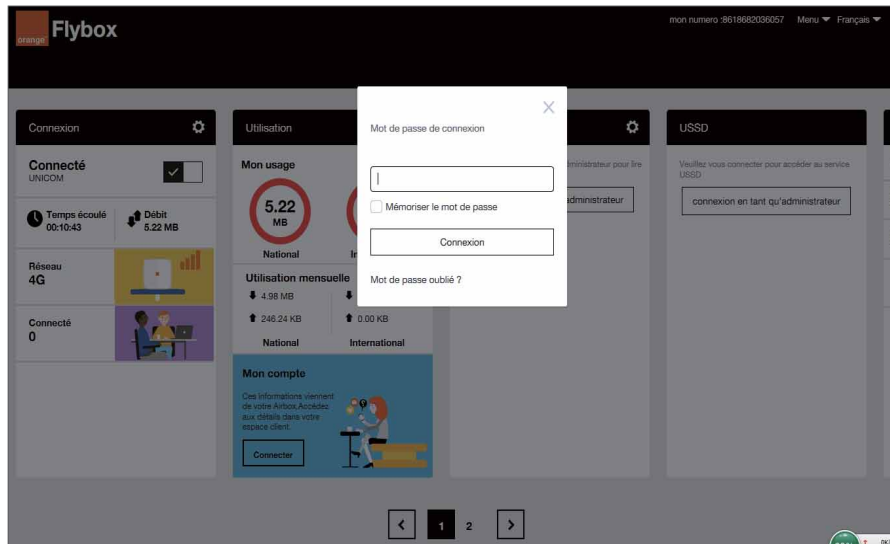 orange
Flybox
mon numero :8618682036057 Menu Français
Connexion
Connecté
UNICOM
Temps écoulé
00:10:43
Débit
5.22 MB
Réseau
4G
Connecté
0
Utilisation
Mon usage
5.22
MB
National
Utilisation mensuelle
4.98 MB
246.24 KB
0.00 KB
National
International
Mon compte
Ces informations viennent
de votre Airbox.Accédez
aux détails dans votre
espace client.
Connecter
Mot de passe de connexion
Mémoriser le mot de passe
Connexion
Mot de passe oublié ?
pour lire
administrateur
USSD
Veuillez vous connecter pour accéder au service
USSD
connexion en tant qu'administrateur
1
2